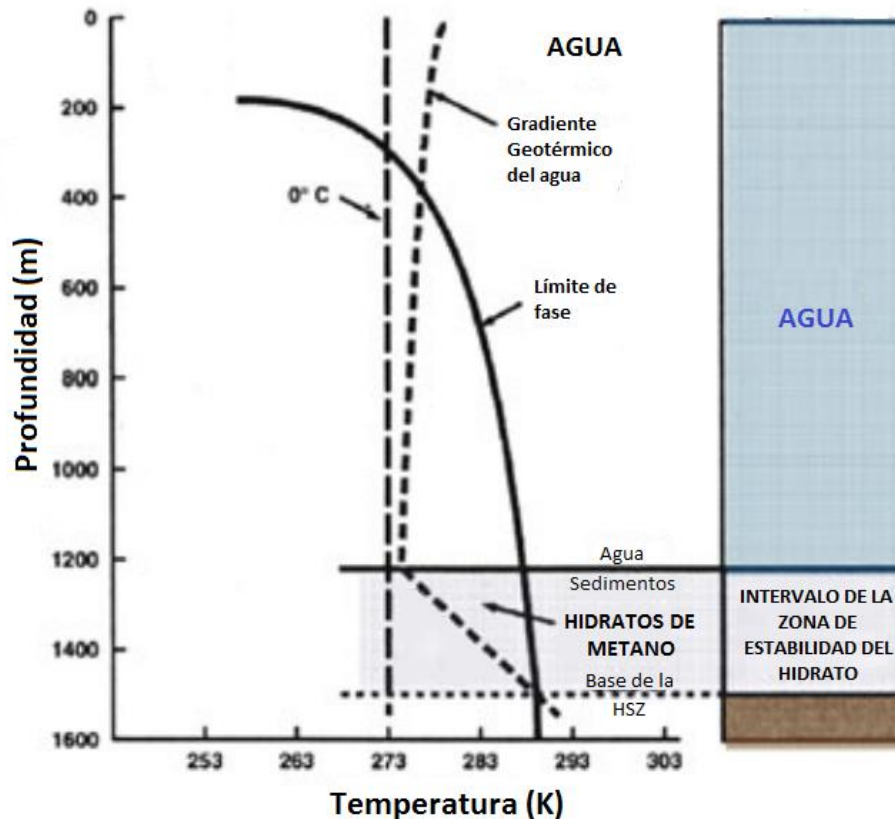 Profundidad (m)
0
200
400
600
800
1000
1200
1400
1600
AGUA
Gradiente
Geotérmico
del agua
0° C
Límite de
fase
AGUA
Agua
Sedimentos
HIDRATOS DE
METANO
Base de la
HSZ
INTERVALO DE LA
ZONA DE
ESTABILIDAD DEL
HIDRATO
253
263
273
283
293
303
Temperatura (K)